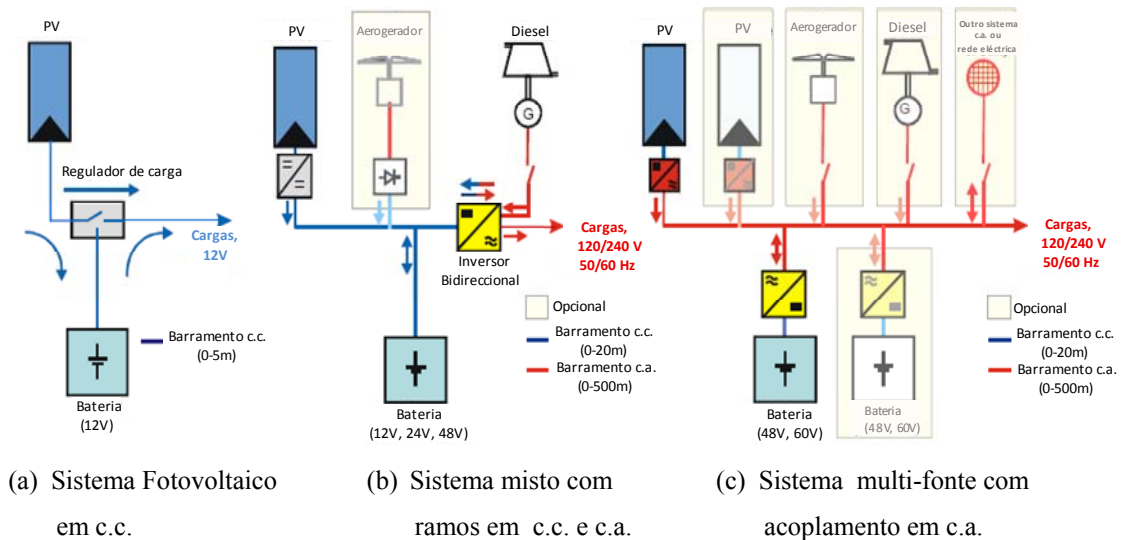 PV
Regulador de carga
Cargas,
12V
Barramento c.c.
(0-5m)
Bateria
(12V)
PV
Aerogerador
Diesel
G
Cargas,
120/240 V
50/60 Hz
Inversor
Bidireccional
Opcional
Barramento c.c.
(0-20m)
Barramento c.a.
(0-500m)
Bateria
(12V, 24V, 48V)
PV
PV
Aerogerador
Diesel
G
Outro sistema
c.a. ou
rede eléctrica
Cargas,
120/240 V
50/60 Hz
Opcional
Barramento c.c.
(0-20m)
Barramento c.a.
(0-500m)
Bateria
(48V, 60V)
Bateria
(48V, 60V)
(a) Sistema Fotovoltaico
em c.c.
(b) Sistema misto com
ramos em c.c. e c.a.
(c) Sistema multi-fonte com
acoplamento em c.a.